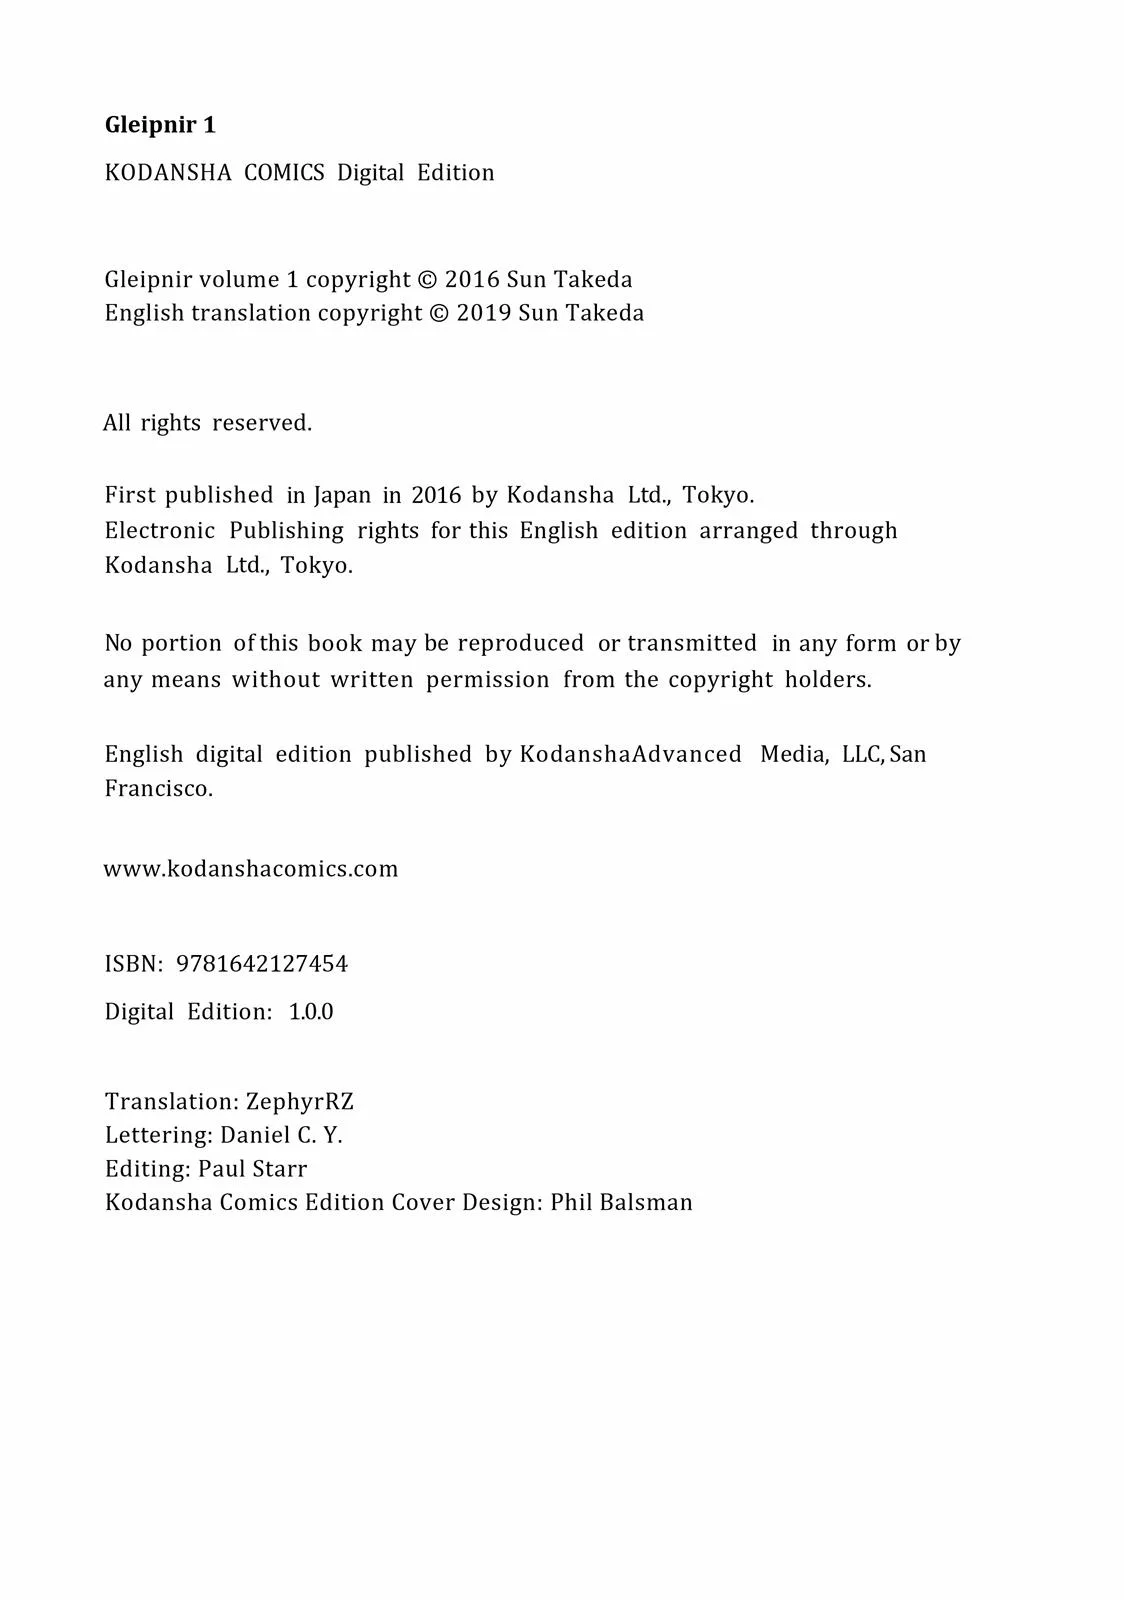 Gleipnir 1
KODANSHA COMICS Digital Edition
Gleipnir volume 1 copyright © 2016 Sun Takeda
English translation copyright © 2019 Sun Takeda
All rights reserved.
First published in Japan in 2016 by Kodansha Ltd., Tokyo.
Electronic Publishing rights for this English edition arranged through
Kodansha Ltd., Tokyo.
No portion of this book may be reproduced or transmitted in any form or by
any means without written permission from the copyright holders.
English digital edition published by KodanshaAdvanced Media, LLC, San
Francisco.
www.kodanshacomics.com
ISBN: 9781642127454
Digital Edition: 1.0.0
Translation: ZephyrRZ
Lettering: Daniel C. Y.
Editing: Paul Starr
Kodansha Comics Edition Cover Design: Phil Balsman